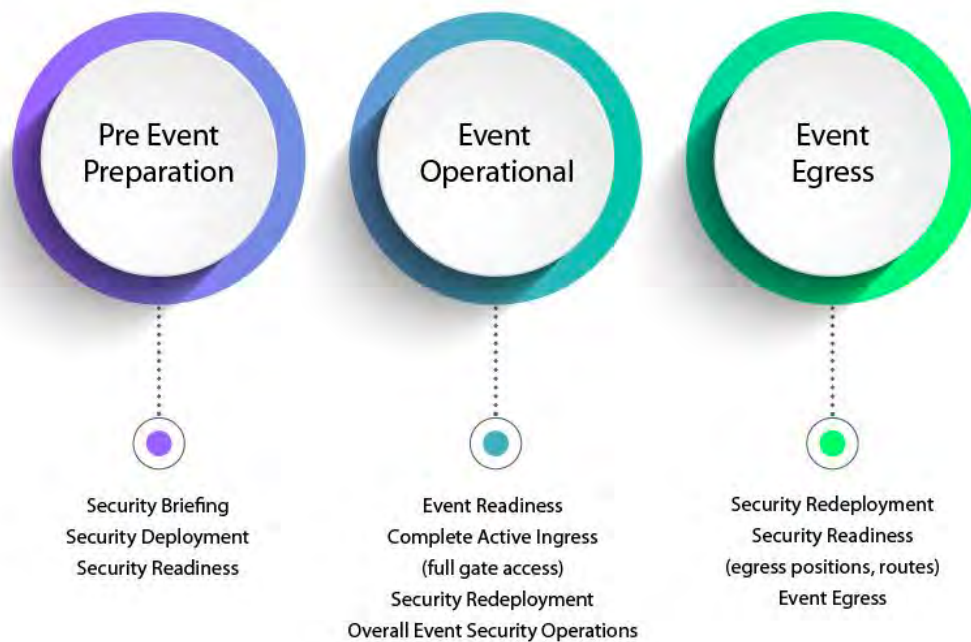 Pre Event
Preparation
Security Briefing
Security Deployment
Security Readiness
Event
Operational
Event Readiness
Complete Active Ingress
(full gate access)
Security Redeployment
Overall Event Security Operations
Event
Egress
Security Redeployment
Security Readiness
(egress positions, routes)
Event Egress